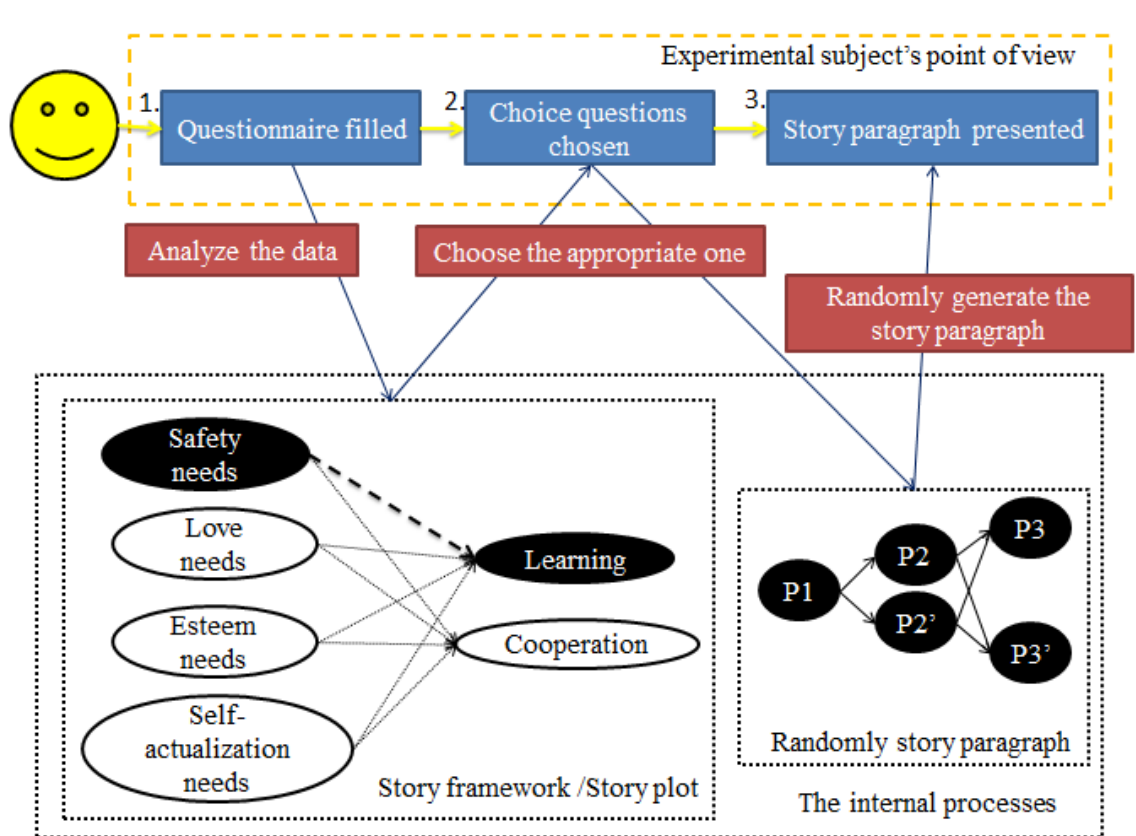 Experimental subject's point of view
1.
Questionnaire filled
2.
Choice questions
chosen
3.
Story paragraph presented
Analyze the data
Choose the appropriate one
Randomly generate the
story paragraph
Safety
needs
Love
needs
Esteem
needs
Self-
actualization
needs
Learning
Cooperation
Story framework /Story plot
P1
P2
P2’
P3
P3’
Randomly story paragraph
The internal processes